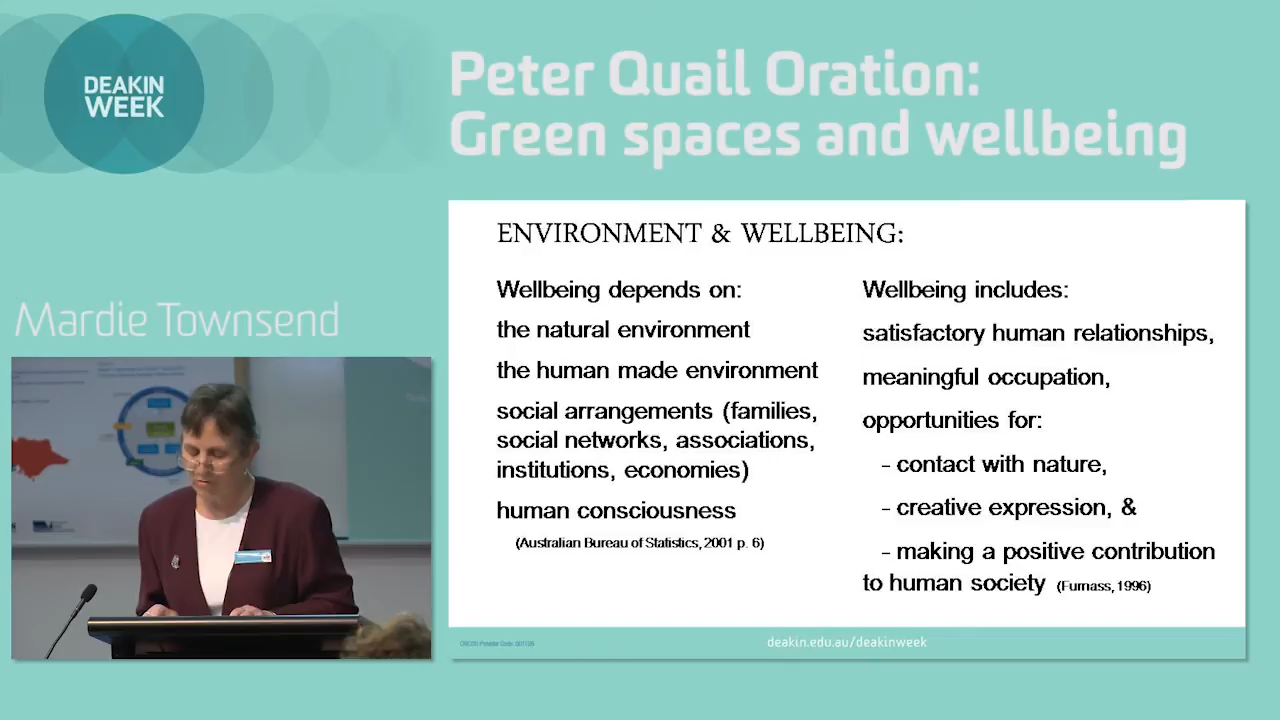 DEAKIN
WEEK
Peter Quail Oration:
Green spaces and wellbeing
Mardie Townsend
ENVIRONMENT & WELLBEING:
Wellbeing depends on:
the natural environment
the human made environment
social arrangements (families,
social networks, associations,
institutions, economies)
human consciousness
(Australian Bureau of Statistics, 2001 p. 6)
Wellbeing includes:
satisfactory human relationships,
meaningful occupation,
opportunities for:
- contact with nature,
- creative expression, &
- making a positive contribution
to human society (Furnass, 1996)
deakin.edu.au/deakinweek